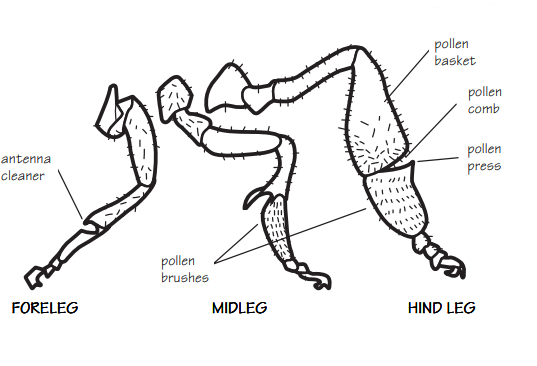 pollen
basket
pollen
comb
pollen
press
antenna
cleaner
pollen
brushes
FORELEG
MIDLEG
HIND LEG